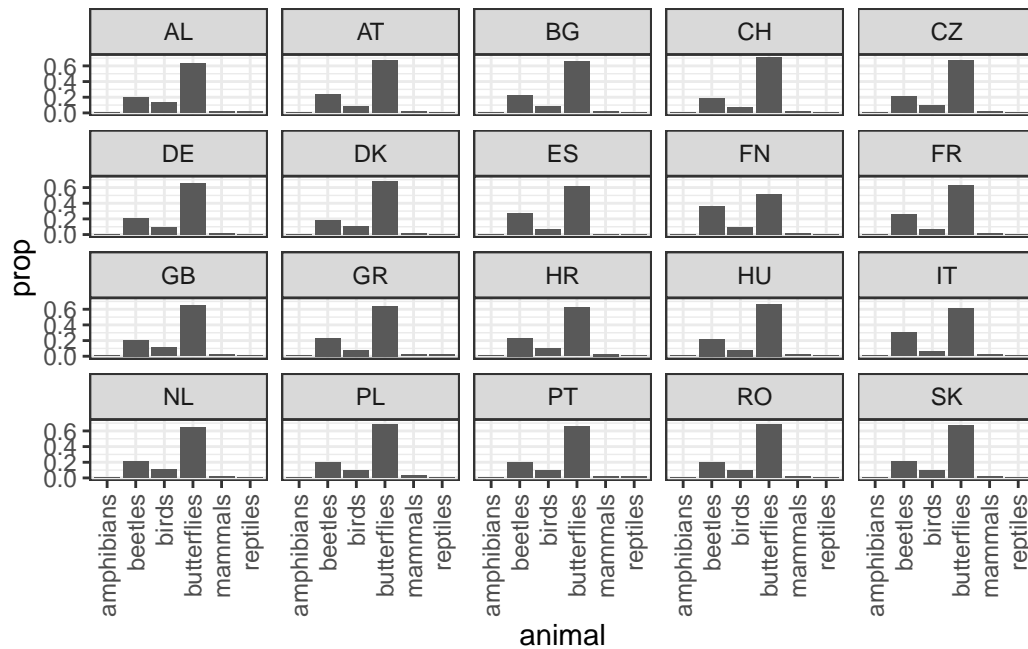 AL AT BG CH CZ
0.6
0.4
0.2
0.0
DE DK ES FN FR
0.6
0.4
0.2
0.0
GB GR HR HU IT
0.6
0.4
0.2
0.0
NL PL PT RO SK
0.6
0.4
0.2
0.0
prop
amphibians beetles birds butterflies mammals reptiles amphibians beetles birds butterflies mammals reptiles amphibians beetles birds butterflies mammals reptiles amphibians beetles birds butterflies mammals reptiles amphibians beetles birds butterflies mammals reptiles
animal